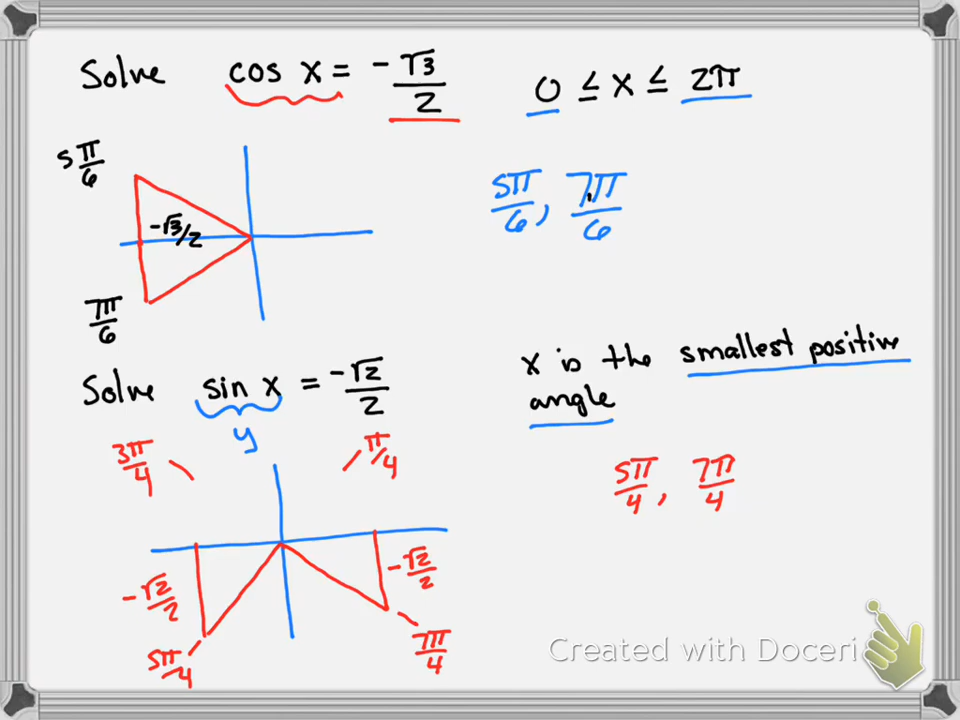 Solve cos x = -√3/2 0 ≤ x ≤ 2π
5π/6
-√3/2
7π/6
5π/6, 7π/6
Solve sin x = -√2/2
y
x is the smallest positive
angle
5π/4, 7π/4
3π/4
π/4
-√2/2
-√2/2
5π/4
7π/4
Created with Doceri